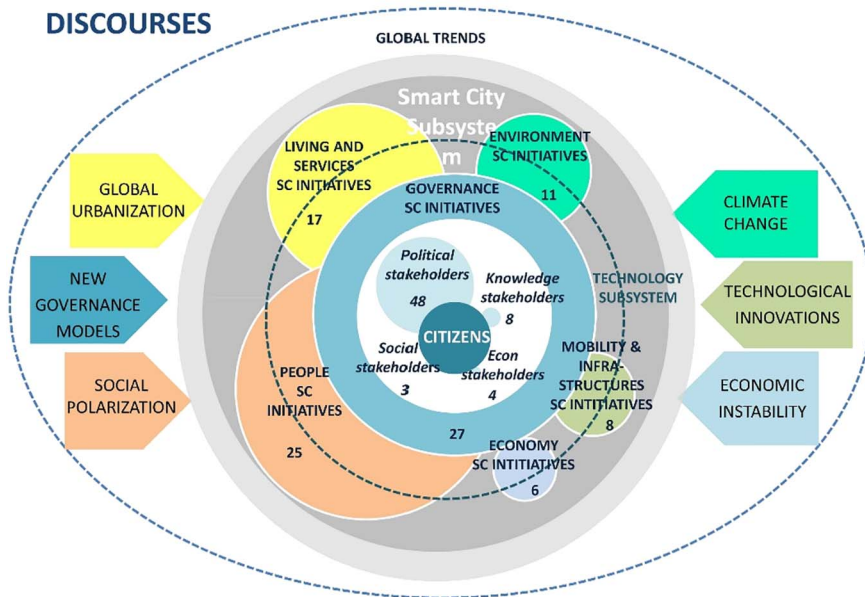 DISCOURSES
GLOBAL TRENDS
Smart City
Subsyste
m
LIVING AND
SERVICES
SC INITIATIVES
17
ENVIRONMENT
SC INITIATIVES
11
GOVERNANCE
SC INITIATIVES
GLOBAL
URBANIZATION
CLIMATE
CHANGE
Political
stakeholders
48
Knowledge
stakeholders
8
TECHNOLOGY
SUBSYSTEM
NEW
GOVERNANCE
MODELS
TECHNOLOGICAL
INNOVATIONS
CITIZENS
Social
stakeholders
3
Econ
stakeholders
4
MOBILITY &
INFRA-
STRUCTURES
SC INTITIATIVES
8
PEOPLE
SC
INITIATIVES
25
SOCIAL
POLARIZATION
ECONOMIC
INSTABILITY
27
ECONOMY
SC INTITIATIVES
6